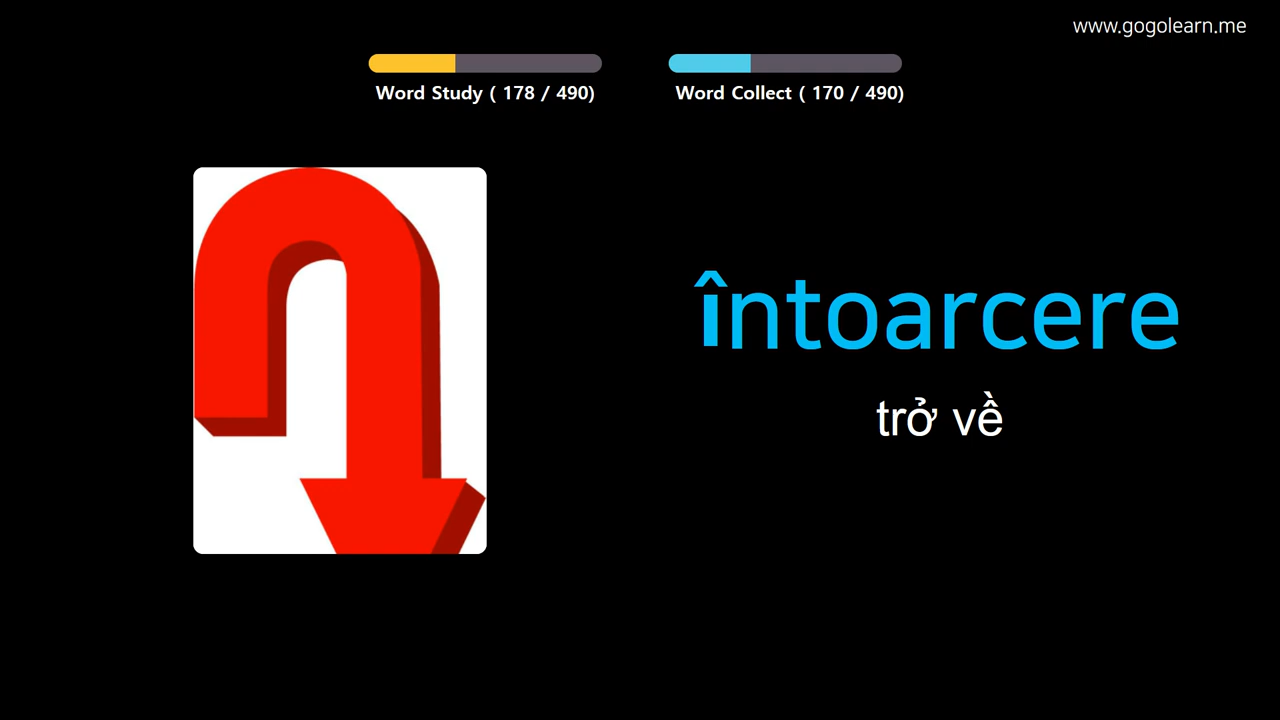 www.gogolearn.me
Word Study ( 178 / 490)
Word Collect ( 170 / 490)
întoarcere
trở về